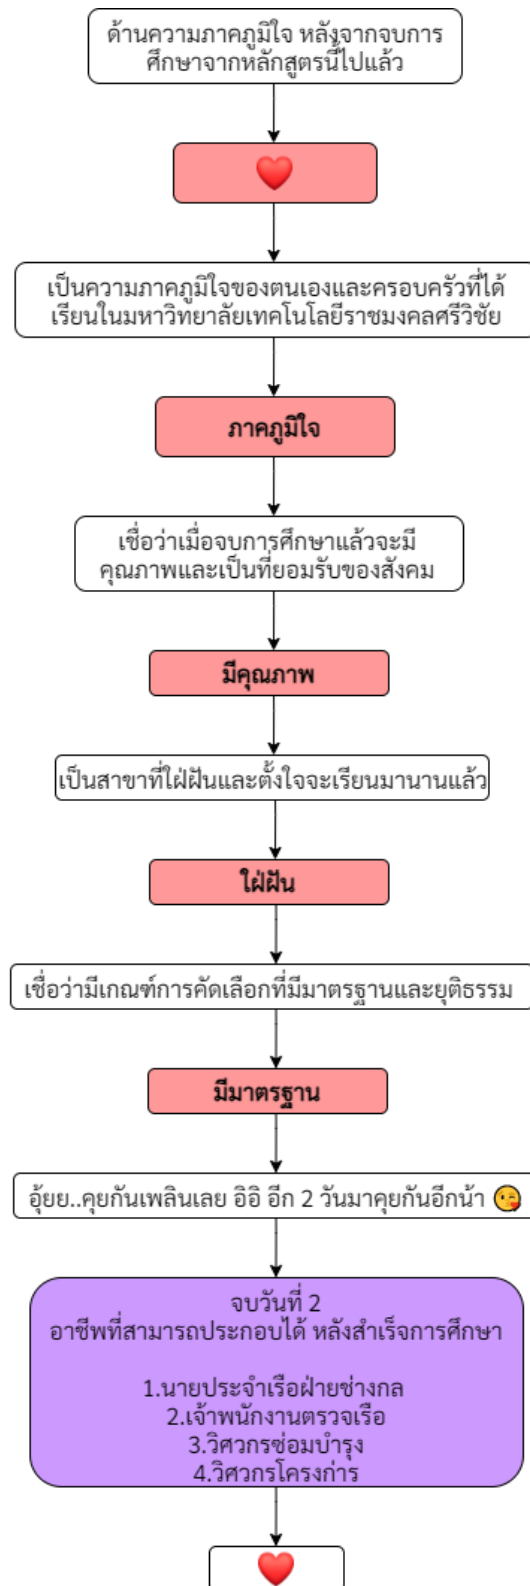 ด้านความภาคภูมิใจ หลังจากจบการ
ศึกษาจากหลักสูตรนี้ไปแล้ว
❤️
เป็นความภาคภูมิใจของตนเองและครอบครัวที่ได้
เรียนในมหาวิทยาลัยเทคโนโลยีราชมงคลศรีวิชัย
ภาคภูมิใจ
เชื่อว่าเมื่อจบการศึกษาแล้วจะมี
คุณภาพและเป็นที่ยอมรับของสังคม
มีคุณภาพ
เป็นสาขาที่ใฝ่ฝันและตั้งใจจะเรียนมานานแล้ว
ใฝ่ฝัน
เชื่อว่ามีเกณฑ์การคัดเลือกที่มีมาตรฐานและยุติธรรม
มีมาตรฐาน
อุ้ยย..คุยกันเพลินเลย อิอิ อีก 2 วันมาคุยกันอีกน้า 😘
จบวันที่ 2
อาชีพที่สามารถประกอบได้ หลังสำเร็จการศึกษา
1.นายประจำเรือฝ่ายช่างกล
2.เจ้าพนักงานตรวจเรือ
3.วิศวกรซ่อมบำรุง
4.วิศวกรโครงก่าร
❤️